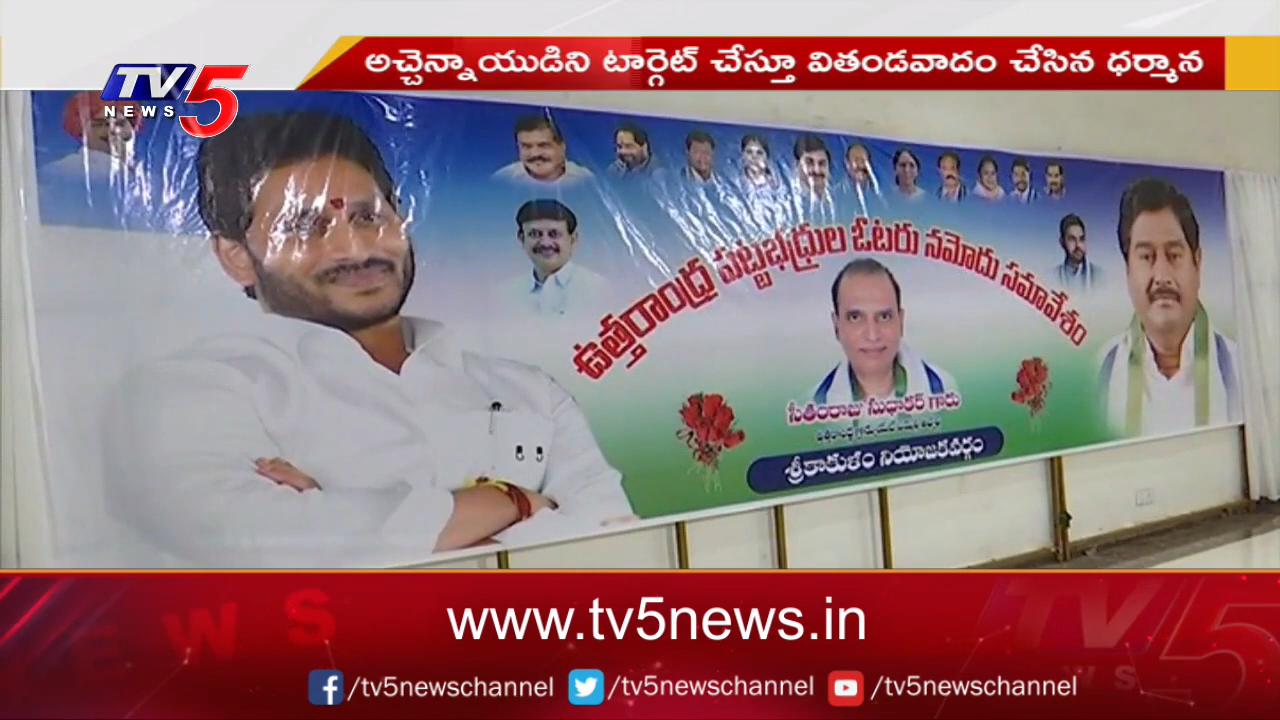 అచ్చెన్నాయుడిని టార్గెట్ చేస్తూ వితండవాదం చేసిన ధర్మాన
TV5
NEWS
ఉత్తరాంధ్ర పట్టభద్రుల ఓటరు నమోదు సమావేశం
సీతంరాజు సుధాకర్ గారు
శ్రీకాకుళం నియోజకవర్గం
www.tv5news.in
/tv5newschannel /tv5newschannel /tv5newschannel